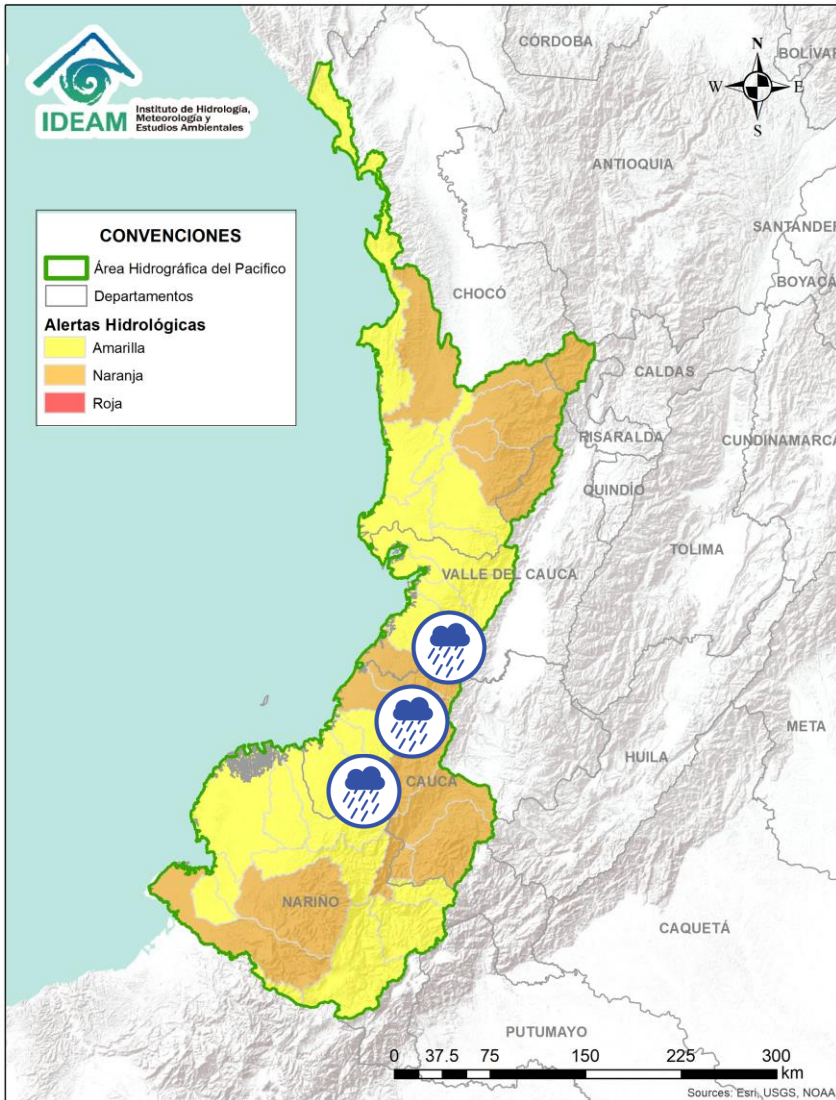 IDEAM
Instituto de Hidrología,
Meteorología y
Estudios Ambientales
CÓRDOBA
BOLÍVAR
N
W
E
S
ANTIOQUIA
SANTANDER
BOYACÁ
CONVENCIONES
Área Hidrográfica del Pacifico
Departamentos
Alertas Hidrológicas
Amarilla
Naranja
Roja
CHOCÓ
CALDAS
RISARALDA
CUNDINAMARCA
QUINDÍO
TOLIMA
VALLE DEL CAUCA
META
HUILA
CAUCA
NARIÑO
CAQUETÁ
PUTUMAYO
0 37.5 75 150 225 300
km
Sources: Esri, USGS, NOAA